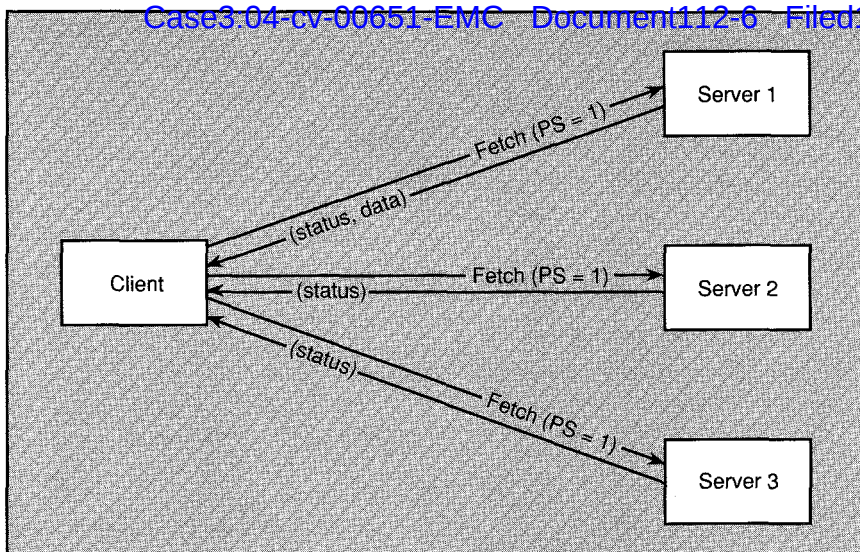 Case3:04-cv-00651-EMC Document112-6 Filed
Server 1
Fetch (PS = 1)
(status, data)
Client
Fetch (PS = 1)
(status)
Server 2
(status)
Fetch (PS = 1)
Server 3